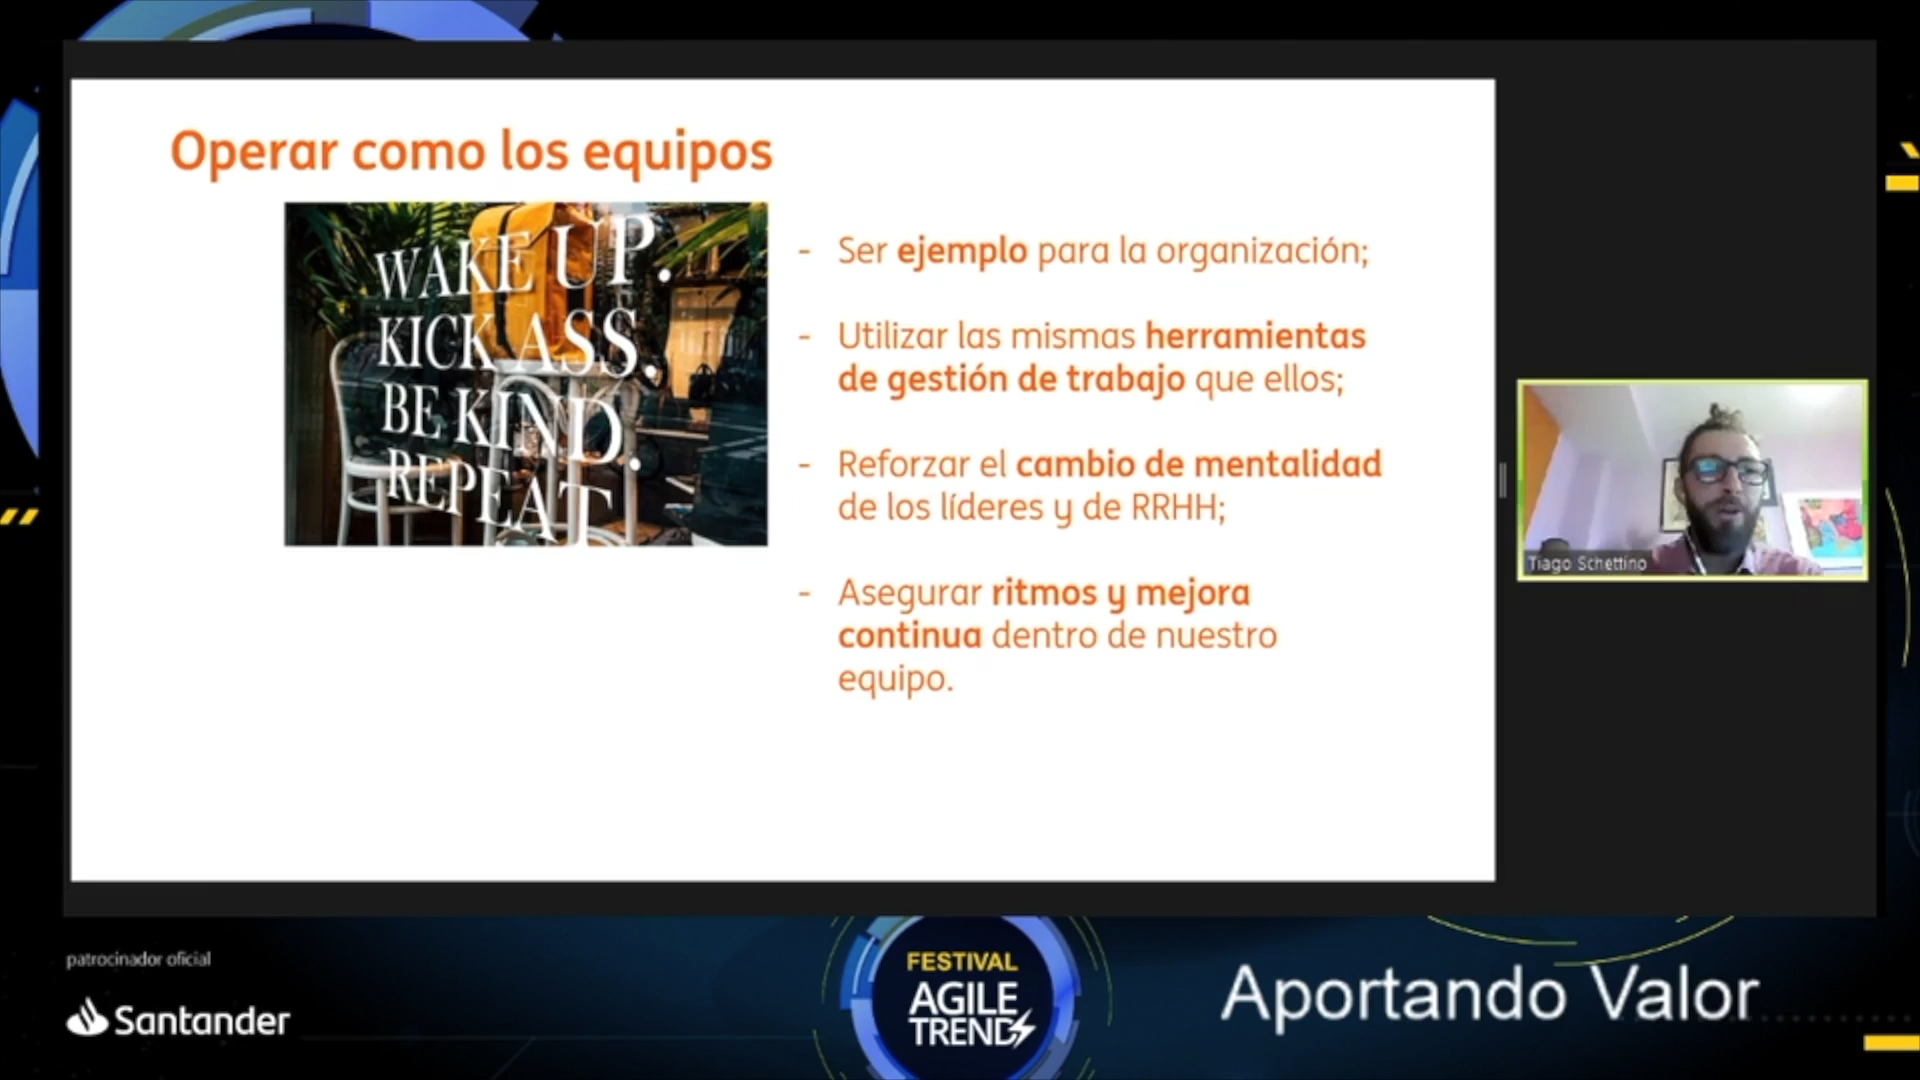 Operar como los equipos
WAKE UP.
KICK ASS.
BE KIND.
REPEAT
- Ser ejemplo para la organización;
- Utilizar las mismas herramientas
de gestión de trabajo que ellos;
- Reforzar el cambio de mentalidad
de los líderes y de RRHH;
- Asegurar ritmos y mejora
continua dentro de nuestro
equipo.
Tiago Schettino
patrocinador oficial
Santander
FESTIVAL
AGILE
TRENDS
Aportando Valor